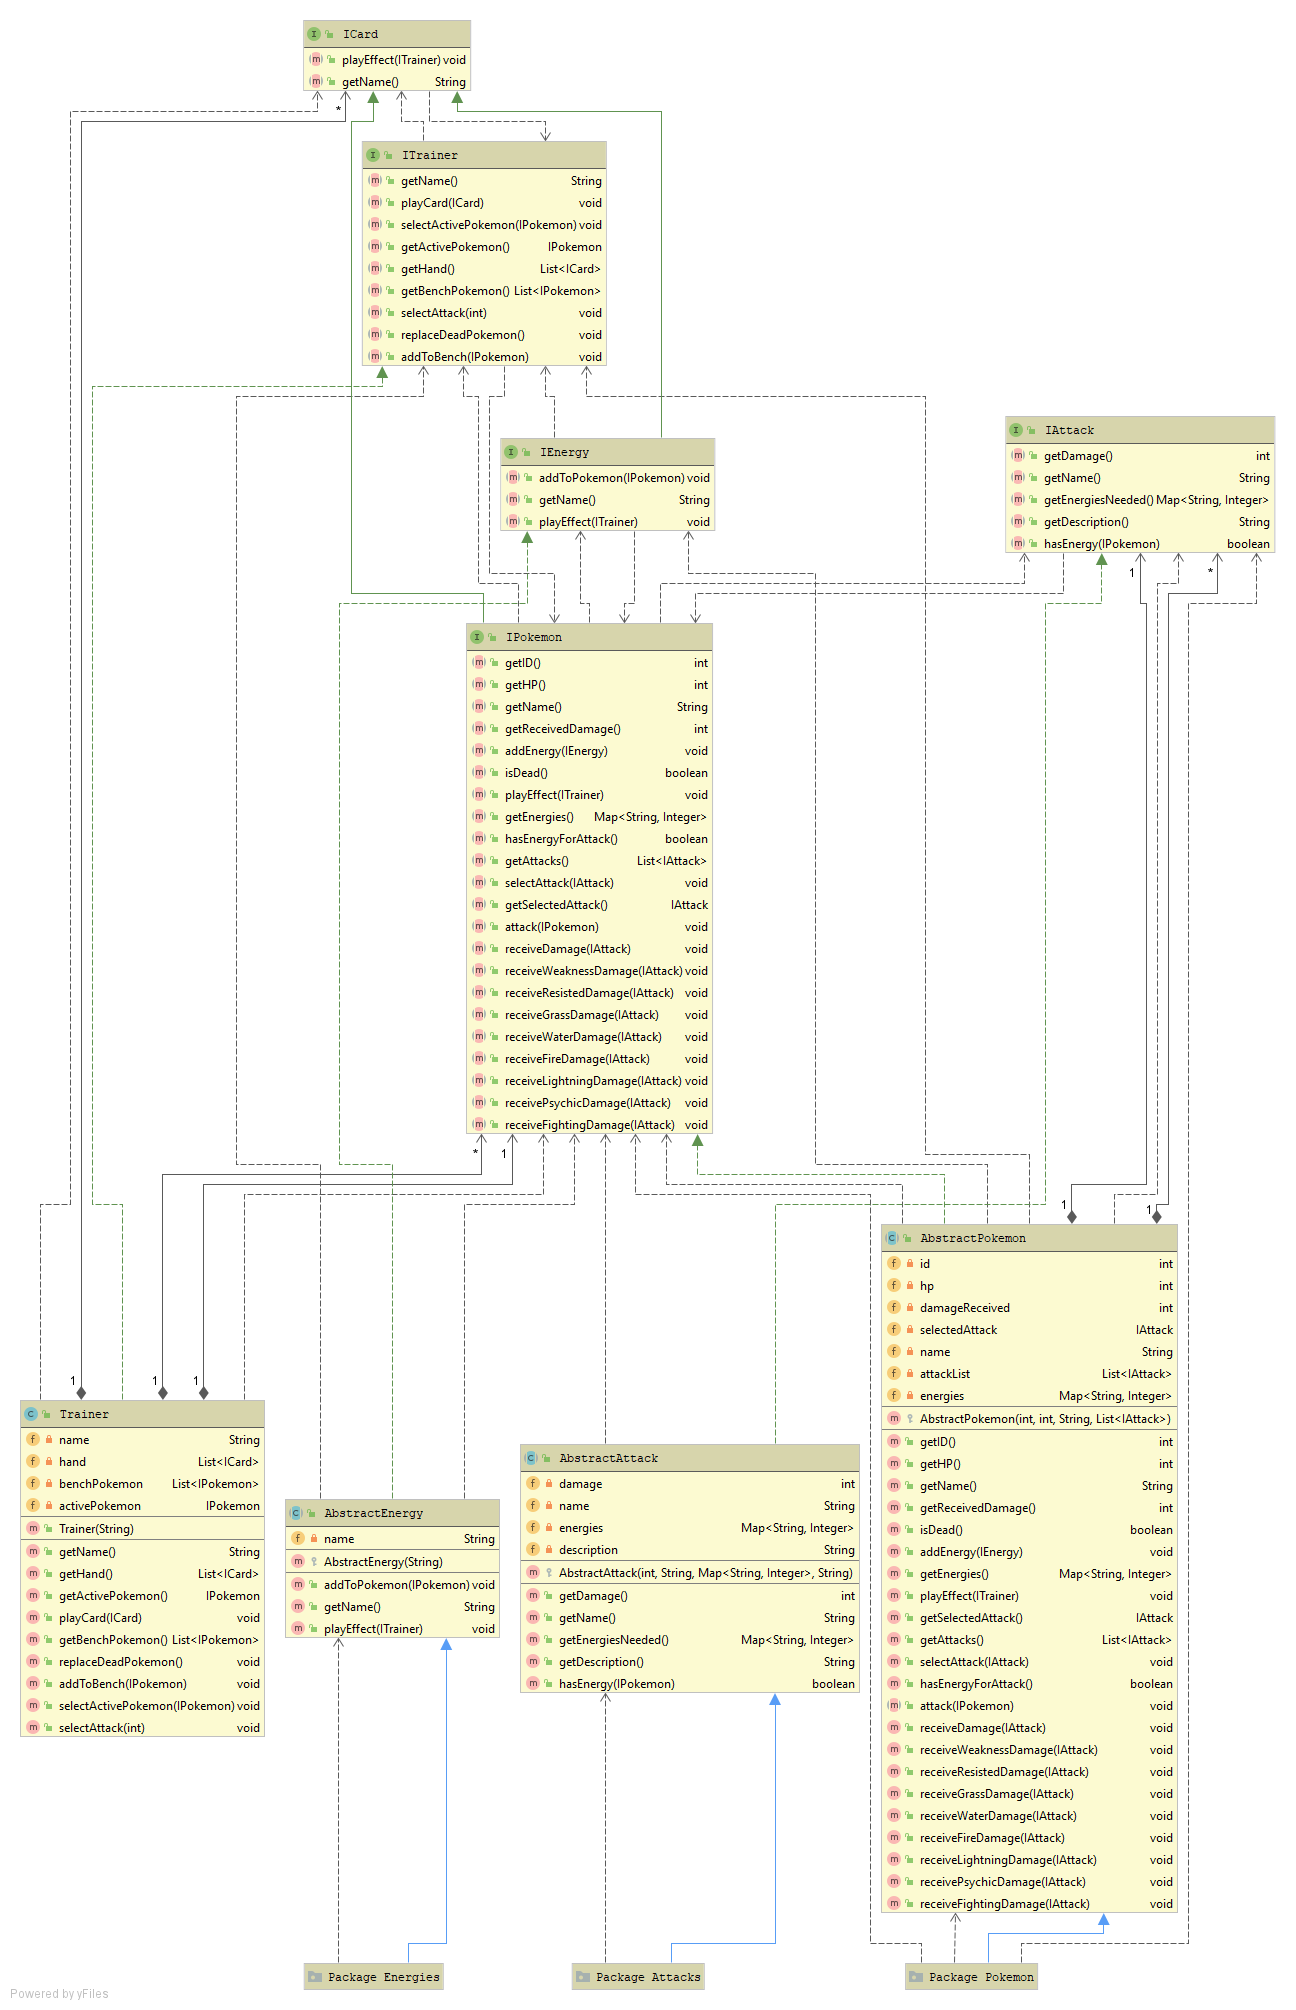 ICard
playEffect(ITrainer) void
getName() String
*
ITrainer
getName() String
playCard(ICard) void
selectActivePokemon(IPokemon) void
getActivePokemon() IPokemon
getHand() List<ICard>
getBenchPokemon() List<IPokemon>
selectAttack(int) void
replaceDeadPokemon() void
addToBench(IPokemon) void
IEnergy
addToPokemon(IPokemon) void
getName() String
playEffect(ITrainer) void
IAttack
getDamage() int
getName() String
getEnergiesNeeded() Map<String, Integer>
getDescription() String
hasEnergy(IPokemon) boolean
1 *
IPokemon
getID() int
getHP() int
getName() String
getReceivedDamage() int
addEnergy(IEnergy) void
isDead() boolean
playEffect(ITrainer) void
getEnergies() Map<String, Integer>
hasEnergyForAttack() boolean
getAttacks() List<IAttack>
selectAttack(IAttack) void
getSelectedAttack() IAttack
attack(IPokemon) void
receiveDamage(IAttack) void
receiveWeaknessDamage(IAttack) void
receiveResistedDamage(IAttack) void
receiveGrassDamage(IAttack) void
receiveWaterDamage(IAttack) void
receiveFireDamage(IAttack) void
receiveLightningDamage(IAttack) void
receivePsychicDamage(IAttack) void
receiveFightingDamage(IAttack) void
* 1
1 1
1 1 1
Trainer
name String
hand List<ICard>
benchPokemon List<IPokemon>
activePokemon IPokemon
Trainer(String)
getName() String
getHand() List<ICard>
getActivePokemon() IPokemon
playCard(ICard) void
getBenchPokemon() List<IPokemon>
replaceDeadPokemon() void
addToBench(IPokemon) void
selectActivePokemon(IPokemon) void
selectAttack(int) void
AbstractEnergy
name String
AbstractEnergy(String)
addToPokemon(IPokemon) void
getName() String
playEffect(ITrainer) void
AbstractAttack
damage int
name String
energies Map<String, Integer>
description String
AbstractAttack(int, String, Map<String, Integer>, String)
getDamage() int
getName() String
getEnergiesNeeded() Map<String, Integer>
getDescription() String
hasEnergy(IPokemon) boolean
AbstractPokemon
id int
hp int
damageReceived int
selectedAttack IAttack
name String
attackList List<IAttack>
energies Map<String, Integer>
AbstractPokemon(int, int, String, List<IAttack>)
getID() int
getHP() int
getName() String
getReceivedDamage() int
isDead() boolean
addEnergy(IEnergy) void
getEnergies() Map<String, Integer>
playEffect(ITrainer) void
getSelectedAttack() IAttack
getAttacks() List<IAttack>
selectAttack(IAttack) void
hasEnergyForAttack() boolean
attack(IPokemon) void
receiveDamage(IAttack) void
receiveWeaknessDamage(IAttack) void
receiveResistedDamage(IAttack) void
receiveGrassDamage(IAttack) void
receiveWaterDamage(IAttack) void
receiveFireDamage(IAttack) void
receiveLightningDamage(IAttack) void
receivePsychicDamage(IAttack) void
receiveFightingDamage(IAttack) void
Package Energies
Package Attacks
Package Pokemon
Powered by yFiles